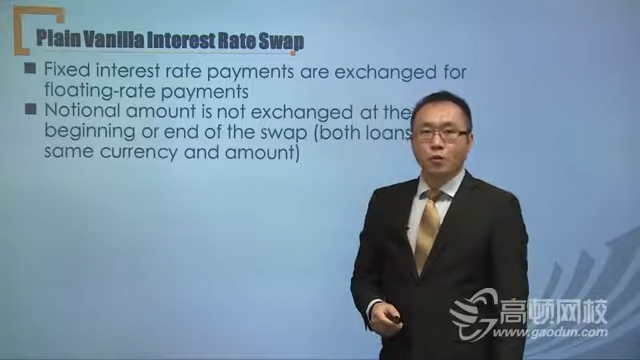 Plain Vanilla Interest Rate Swap
Fixed interest rate payments are exchanged for
floating-rate payments
Notional amount is not exchanged at the
beginning or end of the swap (both loans
same currency and amount)
高顿网校
www.gaodun.com